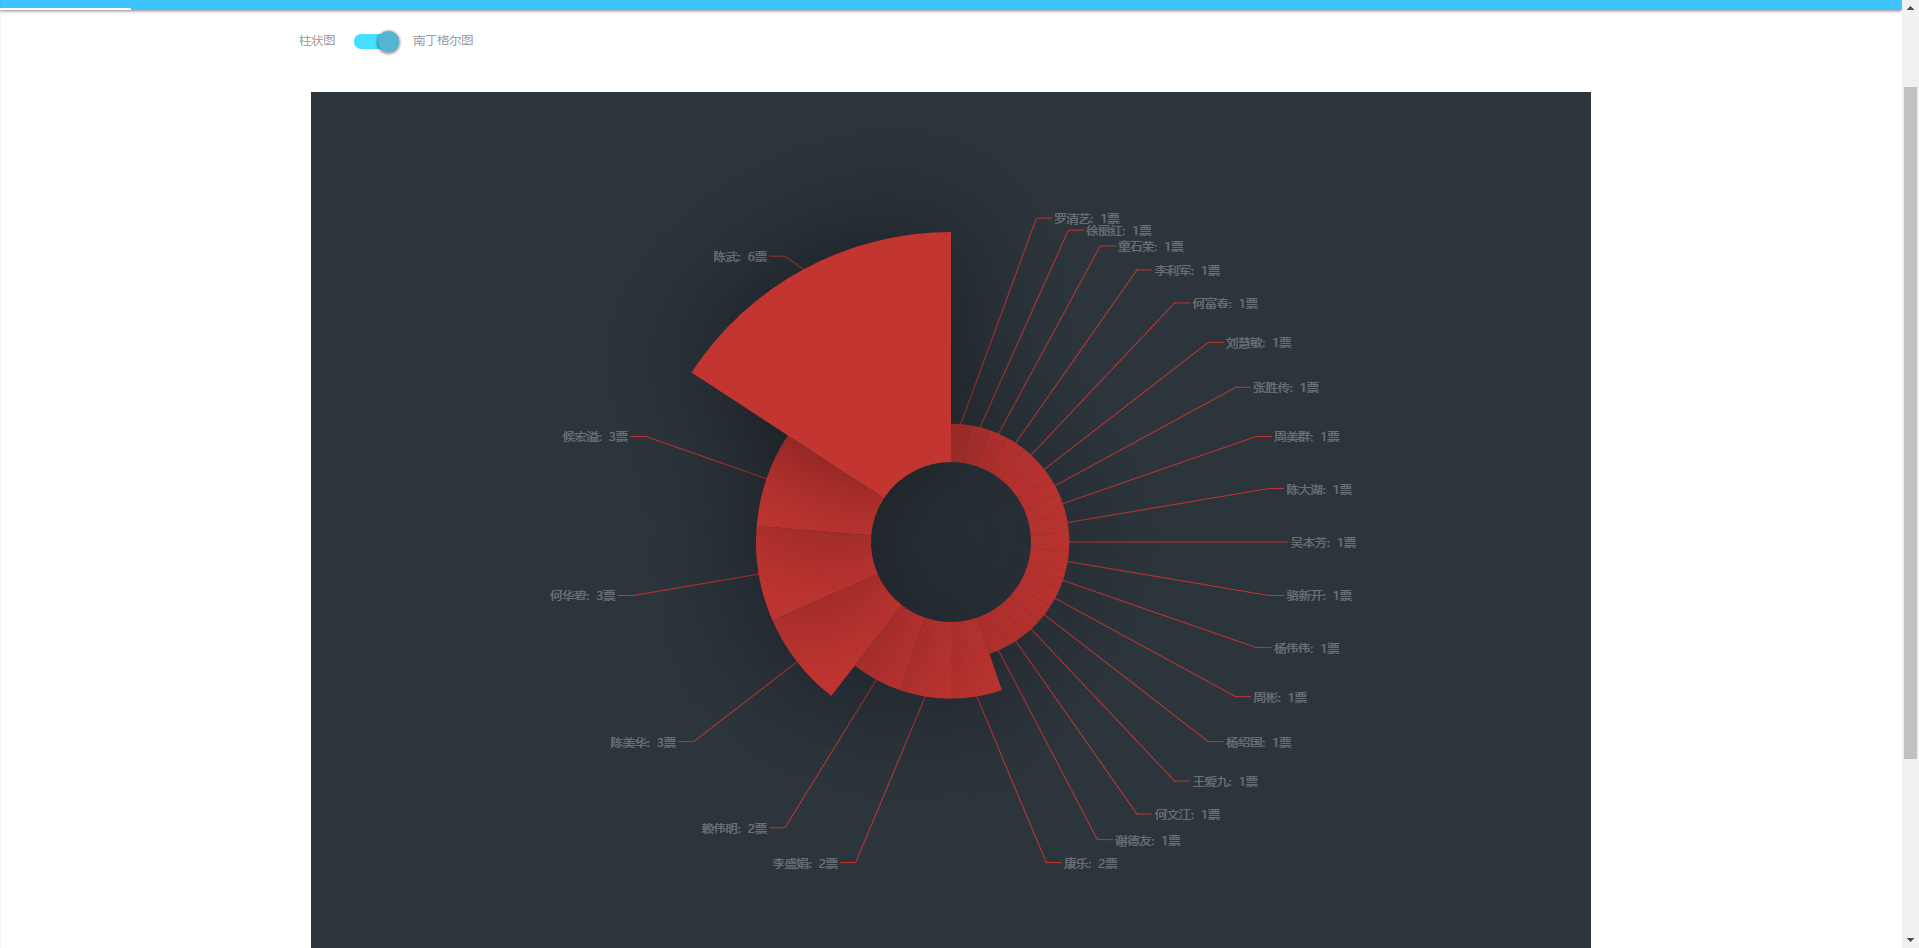 柱状图
南丁格尔图
罗清艺: 1票
徐丽红: 1票
童石荣: 1票
陈武: 6票
李利军: 1票
何富春: 1票
刘慧敏: 1票
张胜传: 1票
候宏溢: 3票
周美群: 1票
陈大湖: 1票
吴本芳: 1票
何华碧: 3票
骆新开: 1票
杨伟伟: 1票
周彬: 1票
陈美华: 3票
杨绍国: 1票
王爱九: 1票
何文江: 1票
赖伟明: 2票
谢德友: 1票
李盛娟: 2票
康乐: 2票